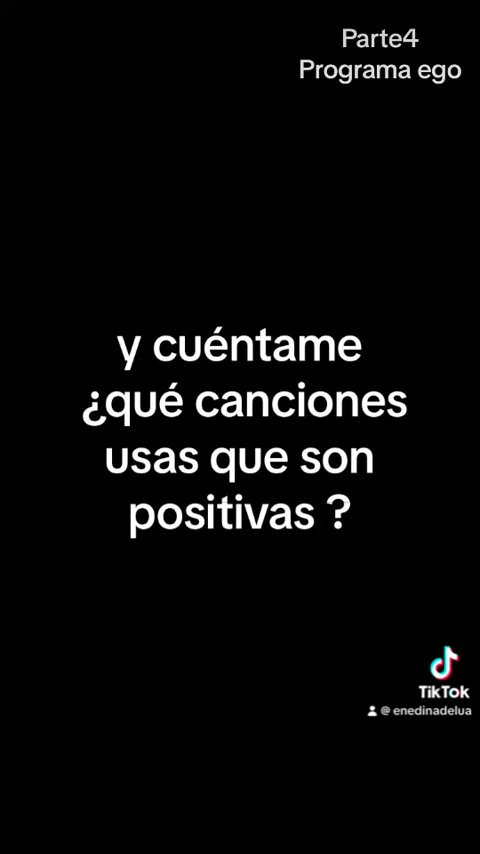 Parte4
Programa ego
y cuéntame
¿qué canciones
usas que son
positivas ?
TikTok
@ enedinadelua